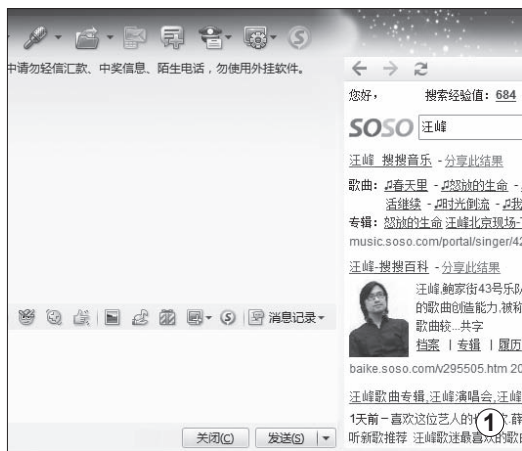 中请勿轻信汇款、中奖信息、陌生电话,勿使用外挂软件。
消息记录
关闭(C) 发送(S)
您好, 搜索经验值: 684
SOSO 汪峰
汪峰 搜搜音乐 - 分享此结果
歌曲: 春天里 - 怒放的生命 -
活继续 - 时光倒流 - 我
专辑: 怒放的生命 汪峰北京现场-
music.soso.com/portal/singer/42
汪峰-搜搜百科 - 分享此结果
汪峰,鲍家街43号乐队
的歌曲创造能力,被称
歌曲较...共字
档案 | 专辑 | 履历
baike.soso.com/v295505.htm 20
汪峰歌曲专辑,汪峰演唱会,汪峰
1天前-喜欢这位艺人的 薛
听新歌推荐 汪峰歌迷最喜欢的歌曲
1